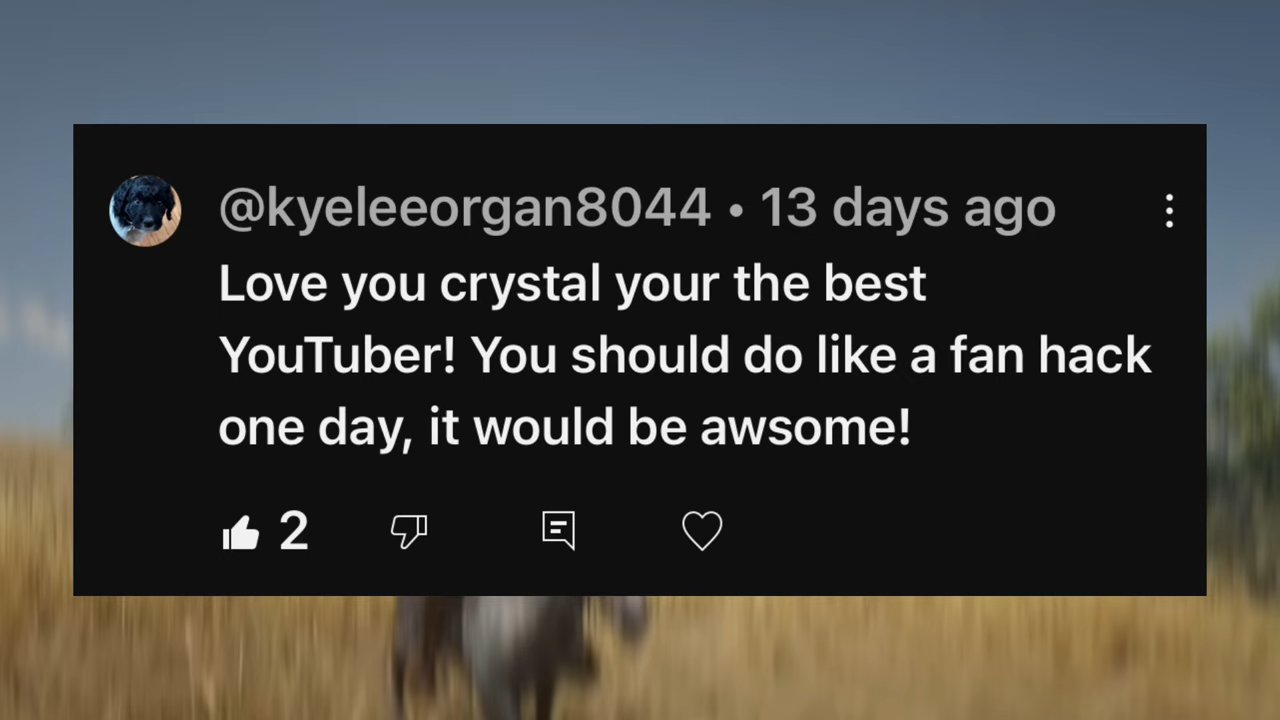 @kyeleeorgan8044 • 13 days ago
Love you crystal your the best
YouTuber! You should do like a fan hack
one day, it would be awsome!
2